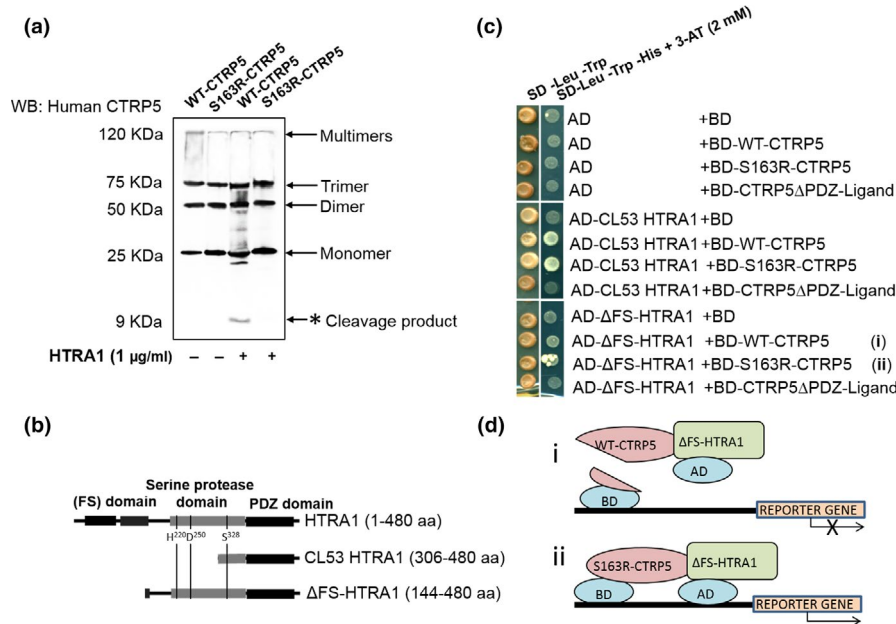 (a)
WT-CTRP5
S163R-CTRP5
WT-CTRP5
S163R-CTRP5
WB: Human CTRP5
120 KDa
Multimers
75 KDa
Trimer
50 KDa
Dimer
25 KDa
Monomer
9 KDa
* Cleavage product
HTRA1 (1 µg/ml) – – + +
(b)
Serine protease
(FS) domain domain PDZ domain
HTRA1 (1-480 aa)
H220 D250 S328
CL53 HTRA1 (306-480 aa)
ΔFS-HTRA1 (144-480 aa)
(c)
SD -Leu -Trp
SD-Leu -Trp -His + 3-AT (2 mM)
AD +BD
AD +BD-WT-CTRP5
AD +BD-S163R-CTRP5
AD +BD-CTRP5ΔPDZ-Ligand
AD-CL53 HTRA1 +BD
AD-CL53 HTRA1 +BD-WT-CTRP5
AD-CL53 HTRA1 +BD-S163R-CTRP5
AD-CL53 HTRA1 +BD-CTRP5ΔPDZ-Ligand
AD-ΔFS-HTRA1 +BD
AD-ΔFS-HTRA1 +BD-WT-CTRP5 (i)
AD-ΔFS-HTRA1 +BD-S163R-CTRP5 (ii)
AD-ΔFS-HTRA1 +BD-CTRP5ΔPDZ-Ligand
(d)
i
WT-CTRP5
ΔFS-HTRA1
AD
BD
REPORTER GENE
X
ii
S163R-CTRP5
ΔFS-HTRA1
BD
AD
REPORTER GENE